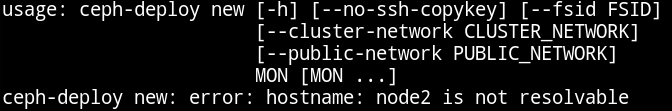 usage: ceph-deploy new [-h] [--no-ssh-copykey] [--fsid FSID]
                       [--cluster-network CLUSTER_NETWORK]
                       [--public-network PUBLIC_NETWORK]
                       MON [MON ...]
ceph-deploy new: error: hostname: node2 is not resolvable